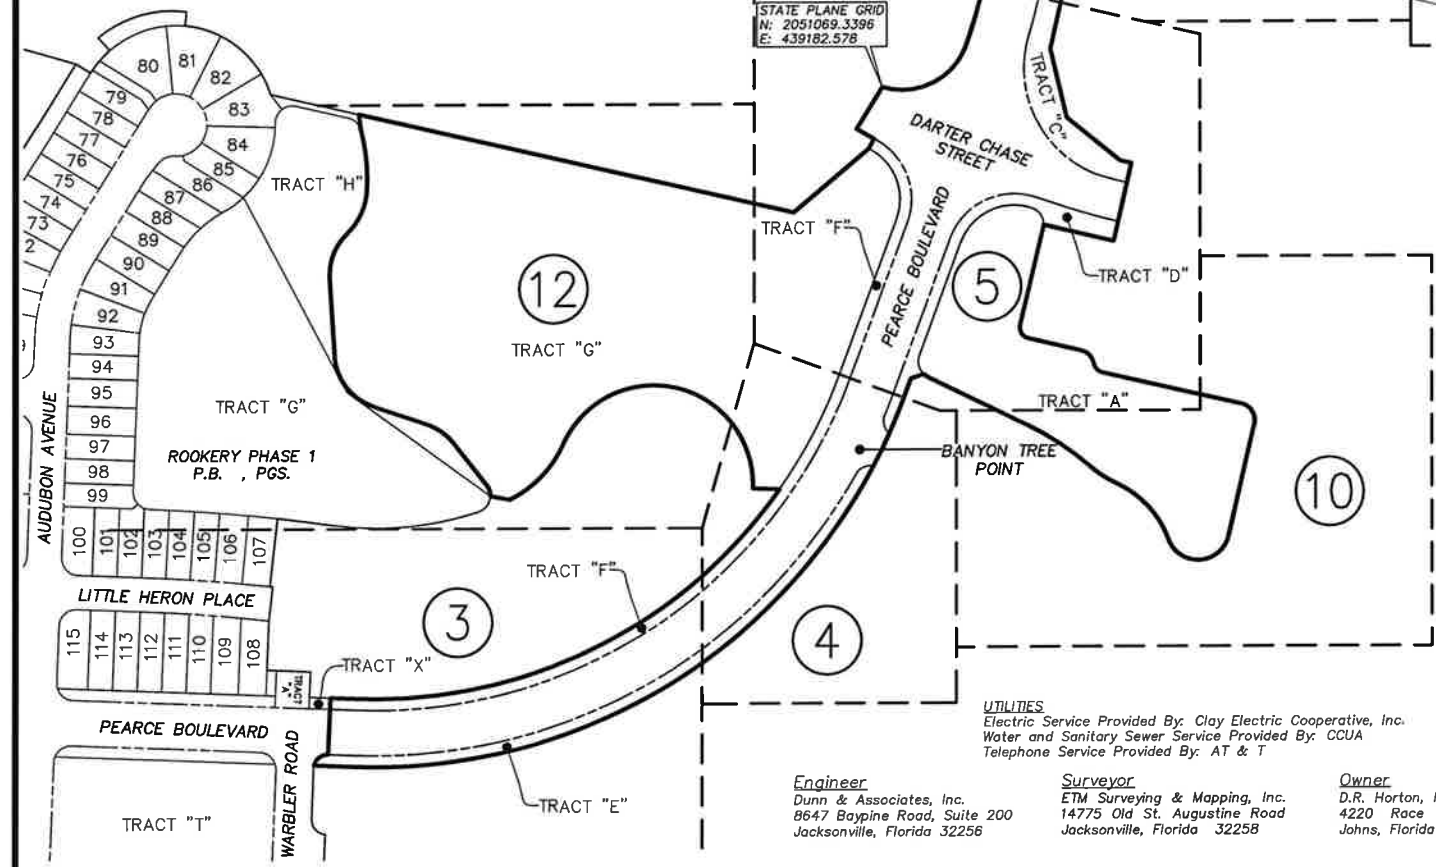 STATE PLANE GRID
N: 2051069.3396
E: 439182.578
80
81
82
83
84
85
86
87
88
89
90
91
92
93
94
95
96
97
98
99
79
78
77
76
75
74
73
2
TRACT "H"
12
TRACT "G"
TRACT "G"
ROOKERY PHASE 1
P.B.   , PGS.
AUDUBON AVENUE
TRACT "C"
DARTER CHASE
STREET
TRACT "F"
PEARCE BOULEVARD
5
TRACT "D"
TRACT "A"
BANYON TREE
POINT
10
100
101
102
103
104
105
106
107
LITTLE HERON PLACE
115
114
113
112
111
110
109
108
TRACT
"A"
TRACT "X"
TRACT "F"
3
4
PEARCE BOULEVARD
WARBLER ROAD
TRACT "E"
TRACT "T"
UTILITIES
Electric Service Provided By: Clay Electric Cooperative, Inc.
Water and Sanitary Sewer Service Provided By: CCUA
Telephone Service Provided By: AT & T
Engineer
Dunn & Associates, Inc.
8647 Baypine Road, Suite 200
Jacksonville, Florida 32256
Surveyor
ETM Surveying & Mapping, Inc.
14775 Old St. Augustine Road
Jacksonville, Florida 32258
Owner
D.R. Horton,
4220 Race
Johns, Florida